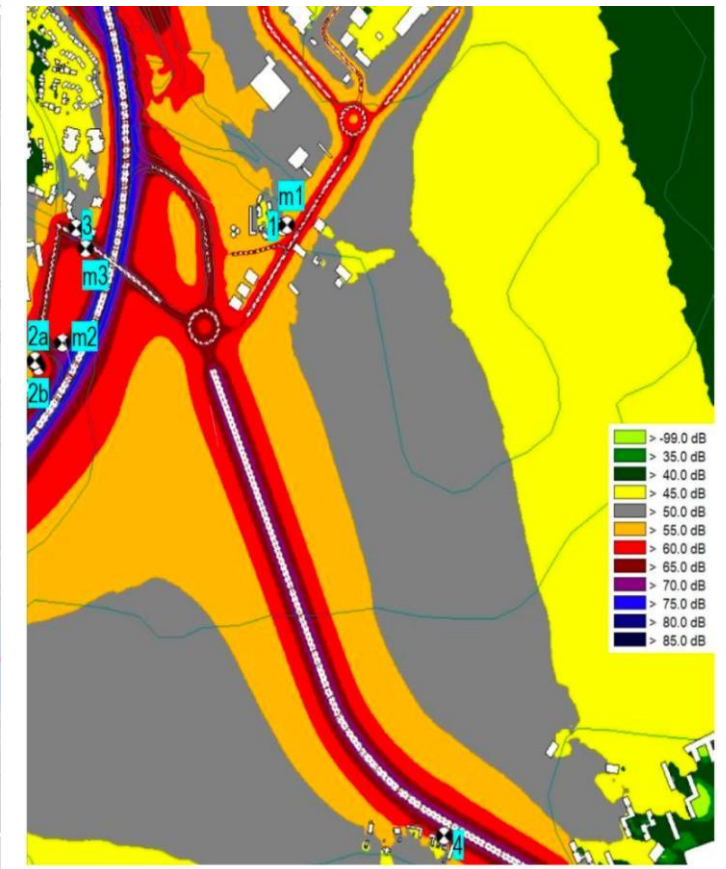 m1
1
3
m3
2a
m2
2b
> -99.0 dB
> 35.0 dB
> 40.0 dB
> 45.0 dB
> 50.0 dB
> 55.0 dB
> 60.0 dB
> 65.0 dB
> 70.0 dB
> 75.0 dB
> 80.0 dB
> 85.0 dB
4